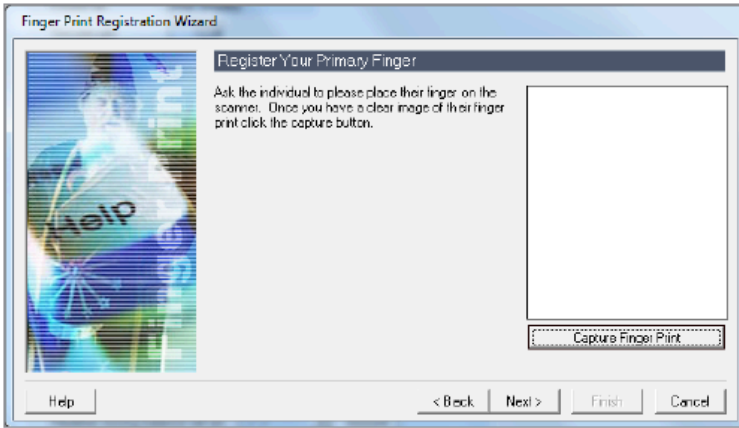 Finger Print Registration Wizard
Register Your Primary Finger
Ask the individual to please place their finger on the
scanner. Once you have a clear image of their finger
print click the capture button.
Help
Finger Print
Capture Finger Print
Help
< Back
Next >
Finish
Cancel